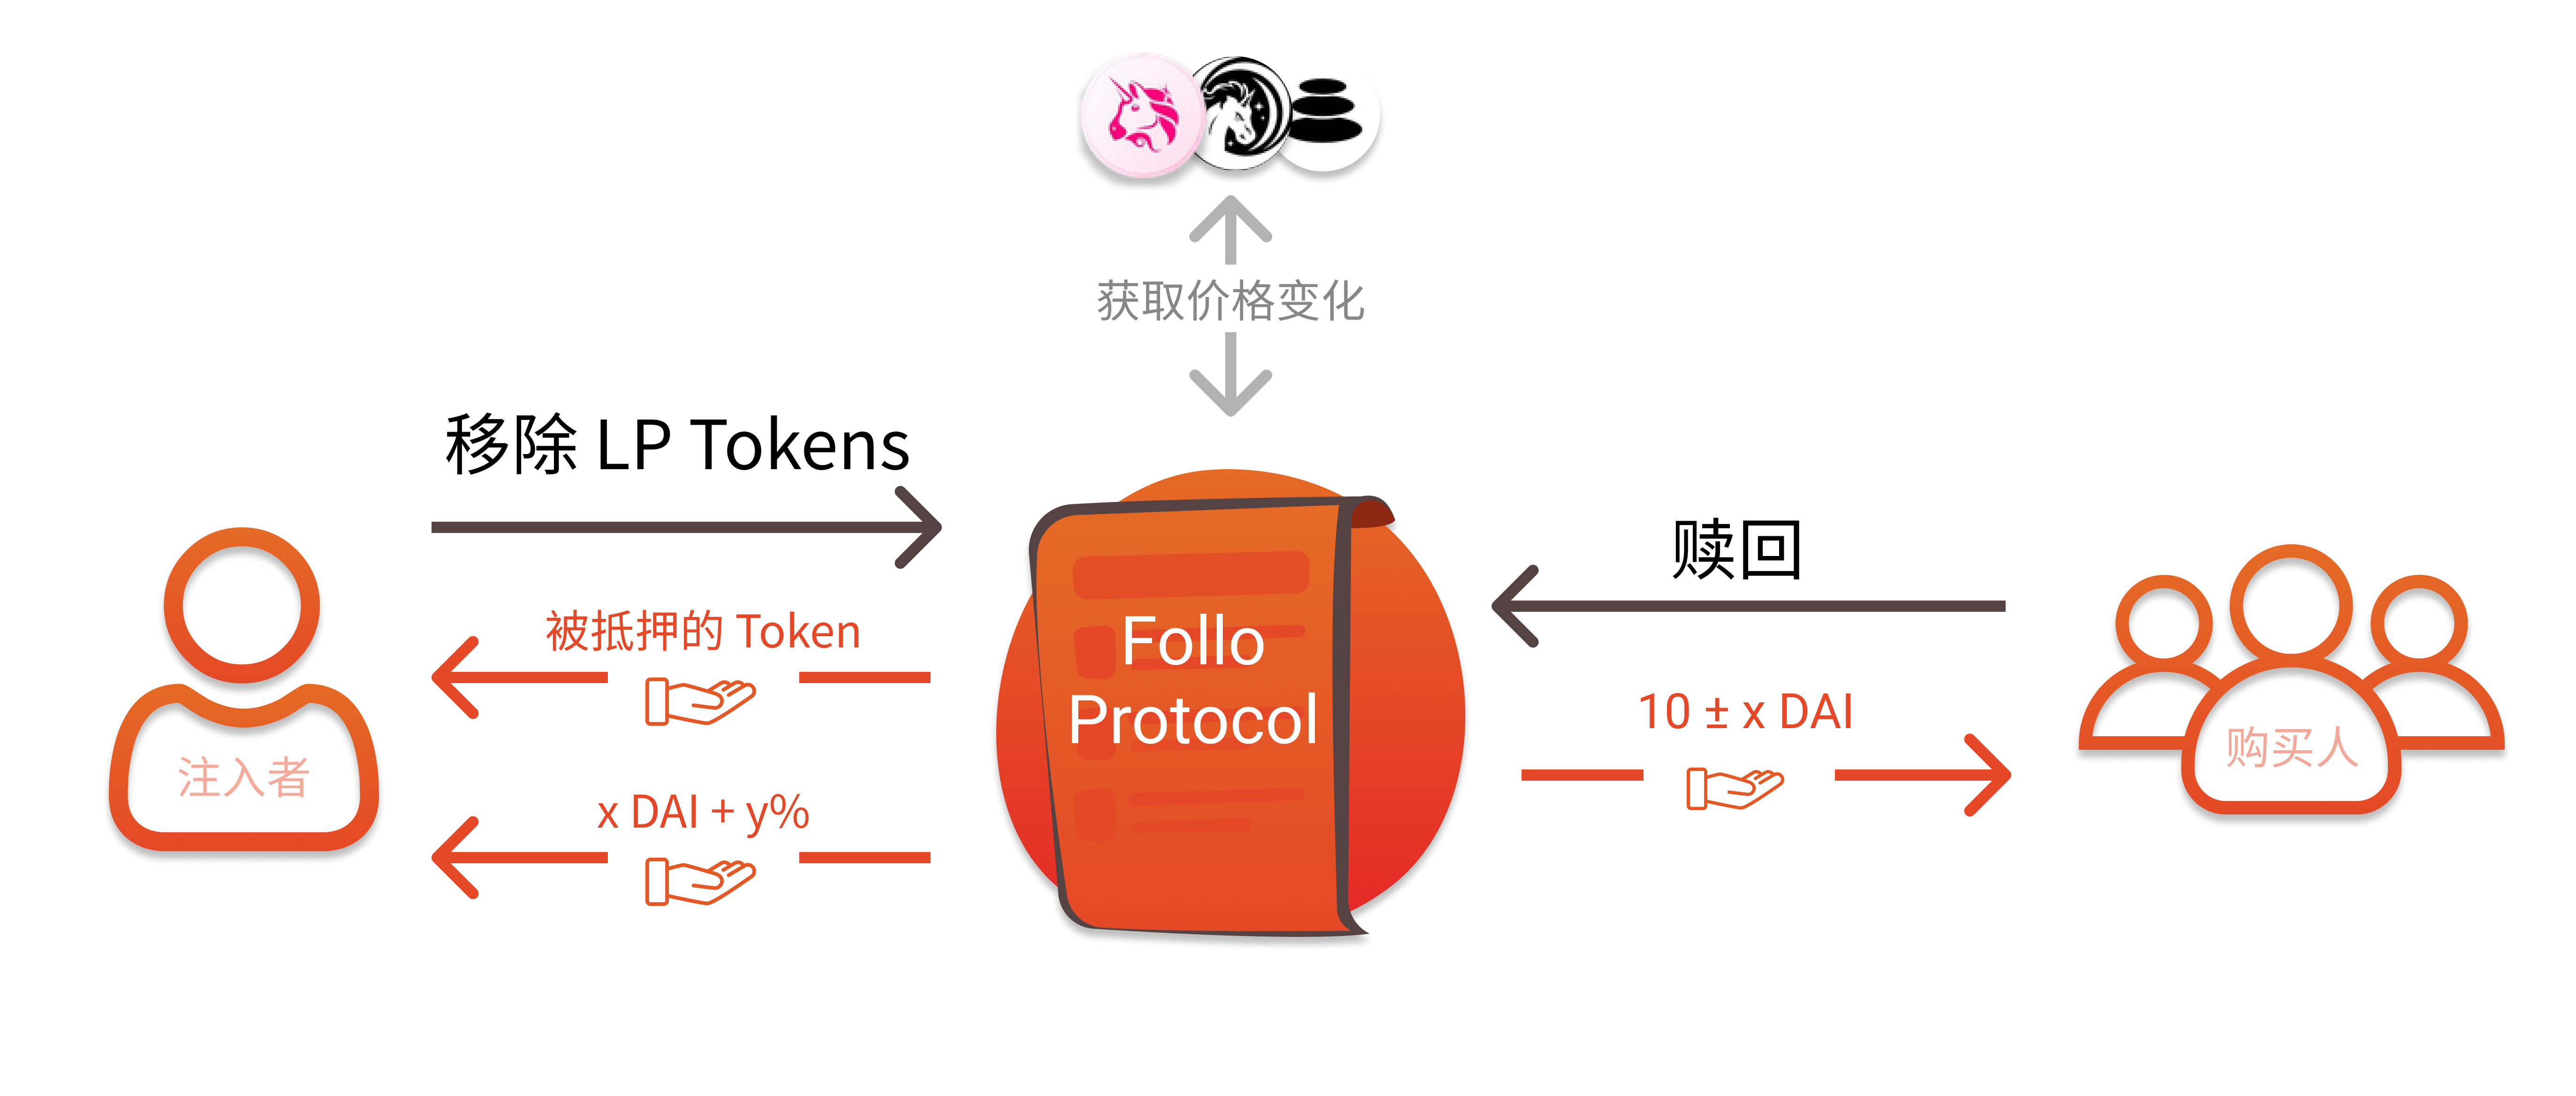 获取价格变化
移除 LP Tokens
被抵押的 Token
x DAI + y%
注入者
Follo
Protocol
赎回
10 ± x DAI
购买人